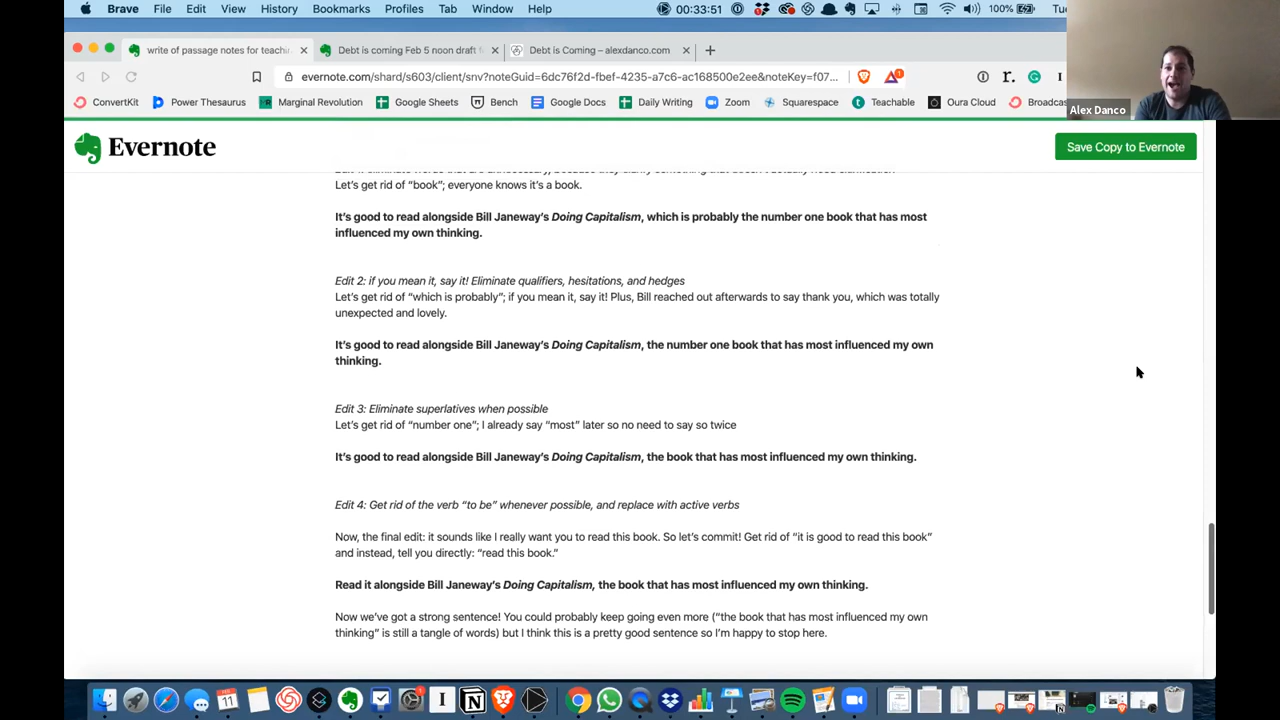 Brave File Edit View History Bookmarks Profiles Tab Window Help 00:33:51 100% Tue
write of passage notes for teachi
Debt is coming Feb 5 noon draft
Debt is Coming – alexdanco.com
evernote.com/shard/s603/client/snv?noteGuid=6dc76f2d-fbef-4235-a7c6-ac168500e2ee&noteKey=f07...
ConvertKit Power Thesaurus Marginal Revolution Google Sheets Bench Google Docs Daily Writing Zoom Squarespace Teachable Oura Cloud Broadcas
Alex Danco
Evernote
Save Copy to Evernote
Let's get rid of “book”; everyone knows it's a book.
It's good to read alongside Bill Janeway's Doing Capitalism, which is probably the number one book that has most
influenced my own thinking.
Edit 2: if you mean it, say it! Eliminate qualifiers, hesitations, and hedges
Let's get rid of “which is probably”; if you mean it, say it! Plus, Bill reached out afterwards to say thank you, which was totally
unexpected and lovely.
It's good to read alongside Bill Janeway's Doing Capitalism, the number one book that has most influenced my own
thinking.
Edit 3: Eliminate superlatives when possible
Let's get rid of “number one”; I already say “most” later so no need to say so twice
It's good to read alongside Bill Janeway's Doing Capitalism, the book that has most influenced my own thinking.
Edit 4: Get rid of the verb “to be” whenever possible, and replace with active verbs
Now, the final edit: it sounds like I really want you to read this book. So let's commit! Get rid of “it is good to read this book”
and instead, tell you directly: “read this book.”
Read it alongside Bill Janeway's Doing Capitalism, the book that has most influenced my own thinking.
Now we've got a strong sentence! You could probably keep going even more (“the book that has most influenced my own
thinking” is still a tangle of words) but I think this is a pretty good sentence so I'm happy to stop here.